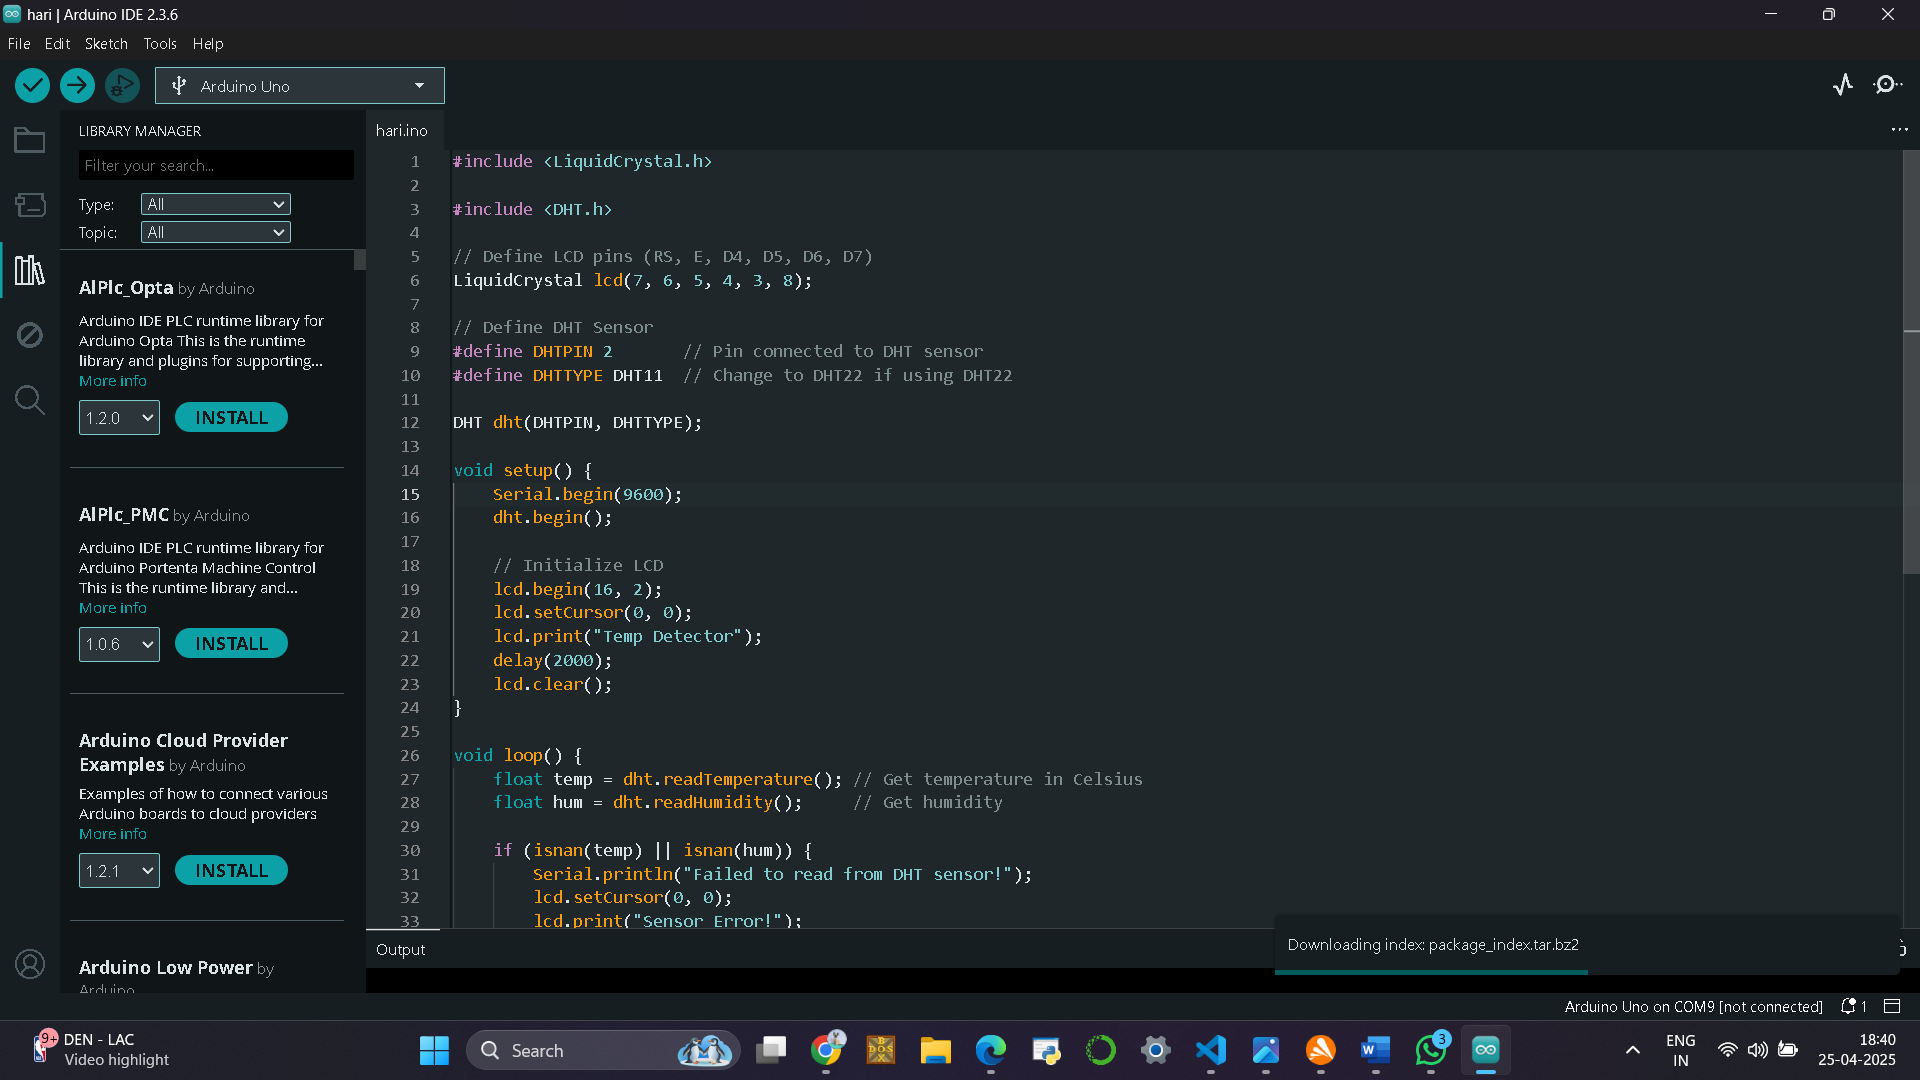 hari | Arduino IDE 2.3.6
File Edit Sketch Tools Help
Arduino Uno
LIBRARY MANAGER
Filter your search...
Type: All
Topic: All
AlPlc_Opta by Arduino
Arduino IDE PLC runtime library for
Arduino Opta This is the runtime
library and plugins for supporting...
More info
1.2.0 INSTALL
AlPlc_PMC by Arduino
Arduino IDE PLC runtime library for
Arduino Portenta Machine Control
This is the runtime library and...
More info
1.0.6 INSTALL
Arduino Cloud Provider
Examples by Arduino
Examples of how to connect various
Arduino boards to cloud providers
More info
1.2.1 INSTALL
Arduino Low Power by
Arduino
hari.ino
1 #include <LiquidCrystal.h>
2
3 #include <DHT.h>
4
5 // Define LCD pins (RS, E, D4, D5, D6, D7)
6 LiquidCrystal lcd(7, 6, 5, 4, 3, 8);
7
8 // Define DHT Sensor
9 #define DHTPIN 2 // Pin connected to DHT sensor
10 #define DHTTYPE DHT11 // Change to DHT22 if using DHT22
11
12 DHT dht(DHTPIN, DHTTYPE);
13
14 void setup() {
15 Serial.begin(9600);
16 dht.begin();
17
18 // Initialize LCD
19 lcd.begin(16, 2);
20 lcd.setCursor(0, 0);
21 lcd.print("Temp Detector");
22 delay(2000);
23 lcd.clear();
24 }
25
26 void loop() {
27 float temp = dht.readTemperature(); // Get temperature in Celsius
28 float hum = dht.readHumidity(); // Get humidity
29
30 if (isnan(temp) || isnan(hum)) {
31 Serial.println("Failed to read from DHT sensor!");
32 lcd.setCursor(0, 0);
33 lcd.print("Sensor Error!");
Output
Downloading index: package_index.tar.bz2
Arduino Uno on COM9 [not connected] 1
9+ DEN - LAC
Video highlight
Search
DOS
3
ENG
IN
18:40
25-04-2025